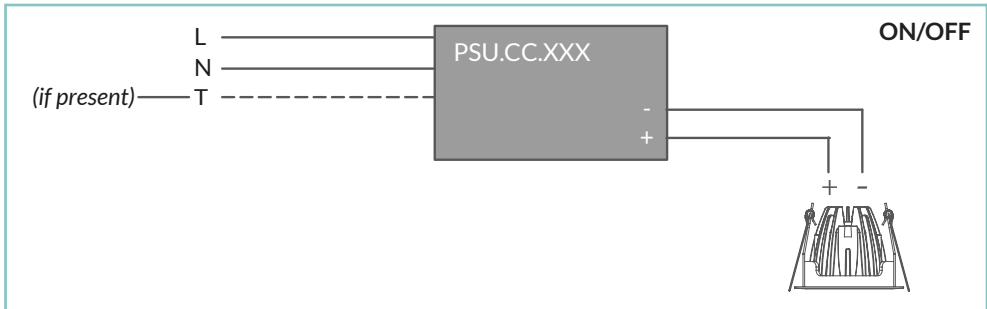 ON/OFF
L
N
(if present) T
PSU.CC.XXX
-
+
+ -